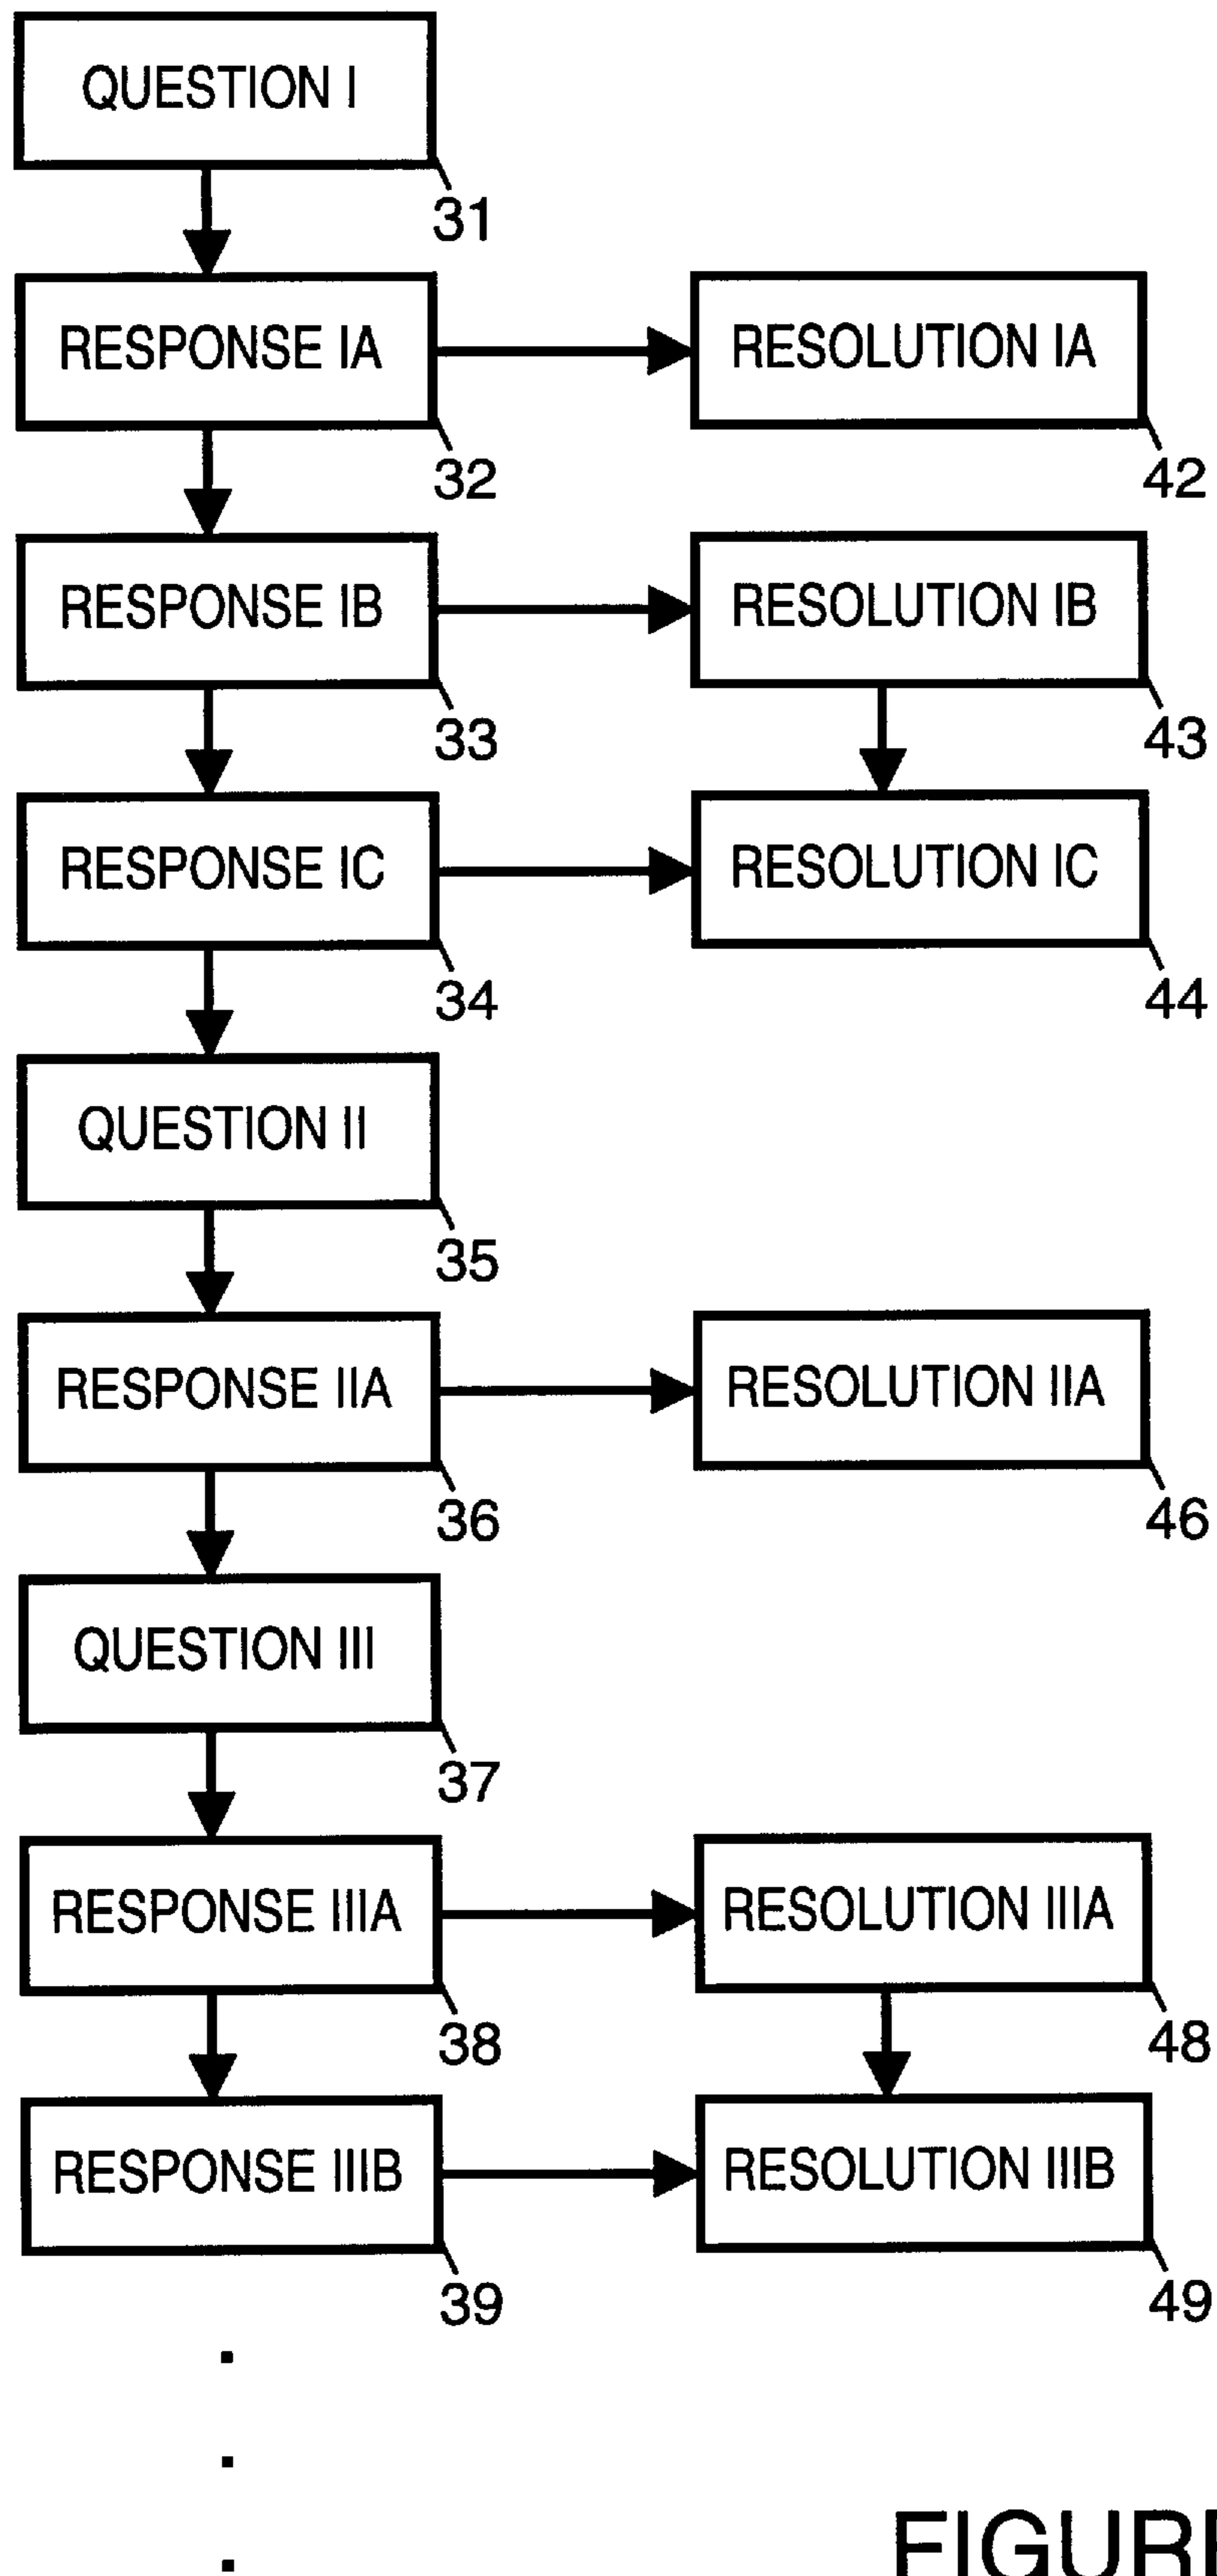 QUESTION I
31
RESPONSE IA
RESOLUTION IA
32
42
RESPONSE IB
RESOLUTION IB
33
43
RESPONSE IC
RESOLUTION IC
34
44
QUESTION II
35
RESPONSE IIA
RESOLUTION IIA
36
46
QUESTION III
37
RESPONSE IIIA
RESOLUTION IIIA
38
48
RESPONSE IIIB
RESOLUTION IIIB
39
49
.
.
.